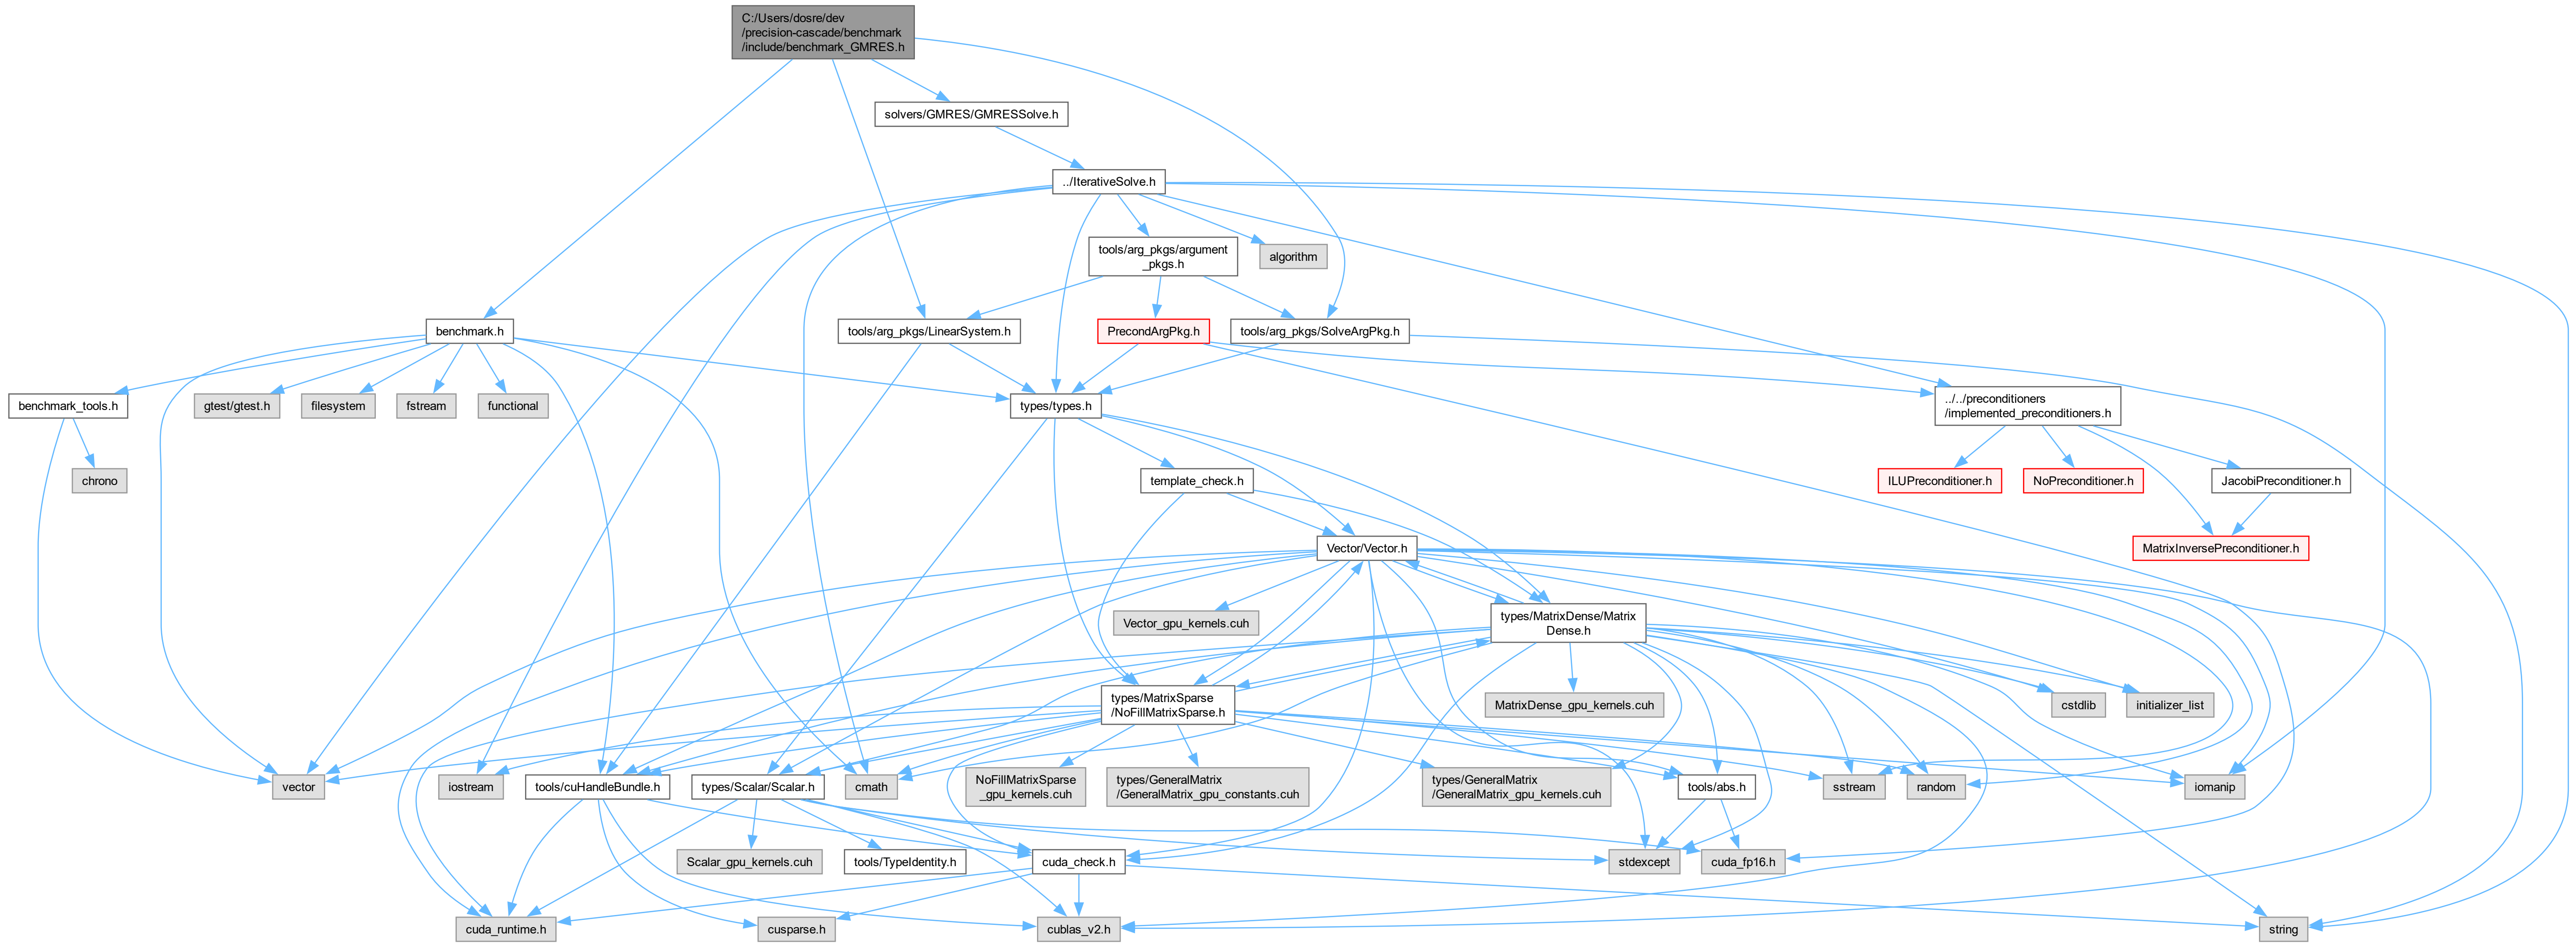 C:/Users/dosre/dev
/precision-cascade/benchmark
/include/benchmark_GMRES.h
solvers/GMRES/GMRESSolve.h
../IterativeSolve.h
tools/arg_pkgs/argument
_pkgs.h
algorithm
benchmark.h
tools/arg_pkgs/LinearSystem.h
PrecondArgPkg.h
tools/arg_pkgs/SolveArgPkg.h
benchmark_tools.h
gtest/gtest.h
filesystem
fstream
functional
types/types.h
../../preconditioners
/implemented_preconditioners.h
chrono
template_check.h
ILUPreconditioner.h
NoPreconditioner.h
JacobiPreconditioner.h
Vector/Vector.h
MatrixInversePreconditioner.h
Vector_gpu_kernels.cuh
types/MatrixDense/Matrix
Dense.h
types/MatrixSparse
/NoFillMatrixSparse.h
MatrixDense_gpu_kernels.cuh
cstdlib
initializer_list
vector
iostream
tools/cuHandleBundle.h
types/Scalar/Scalar.h
cmath
NoFillMatrixSparse
_gpu_kernels.cuh
types/GeneralMatrix
/GeneralMatrix_gpu_constants.cuh
types/GeneralMatrix
/GeneralMatrix_gpu_kernels.cuh
tools/abs.h
sstream
random
iomanip
Scalar_gpu_kernels.cuh
tools/TypeIdentity.h
cuda_check.h
stdexcept
cuda_fp16.h
cuda_runtime.h
cusparse.h
cublas_v2.h
string